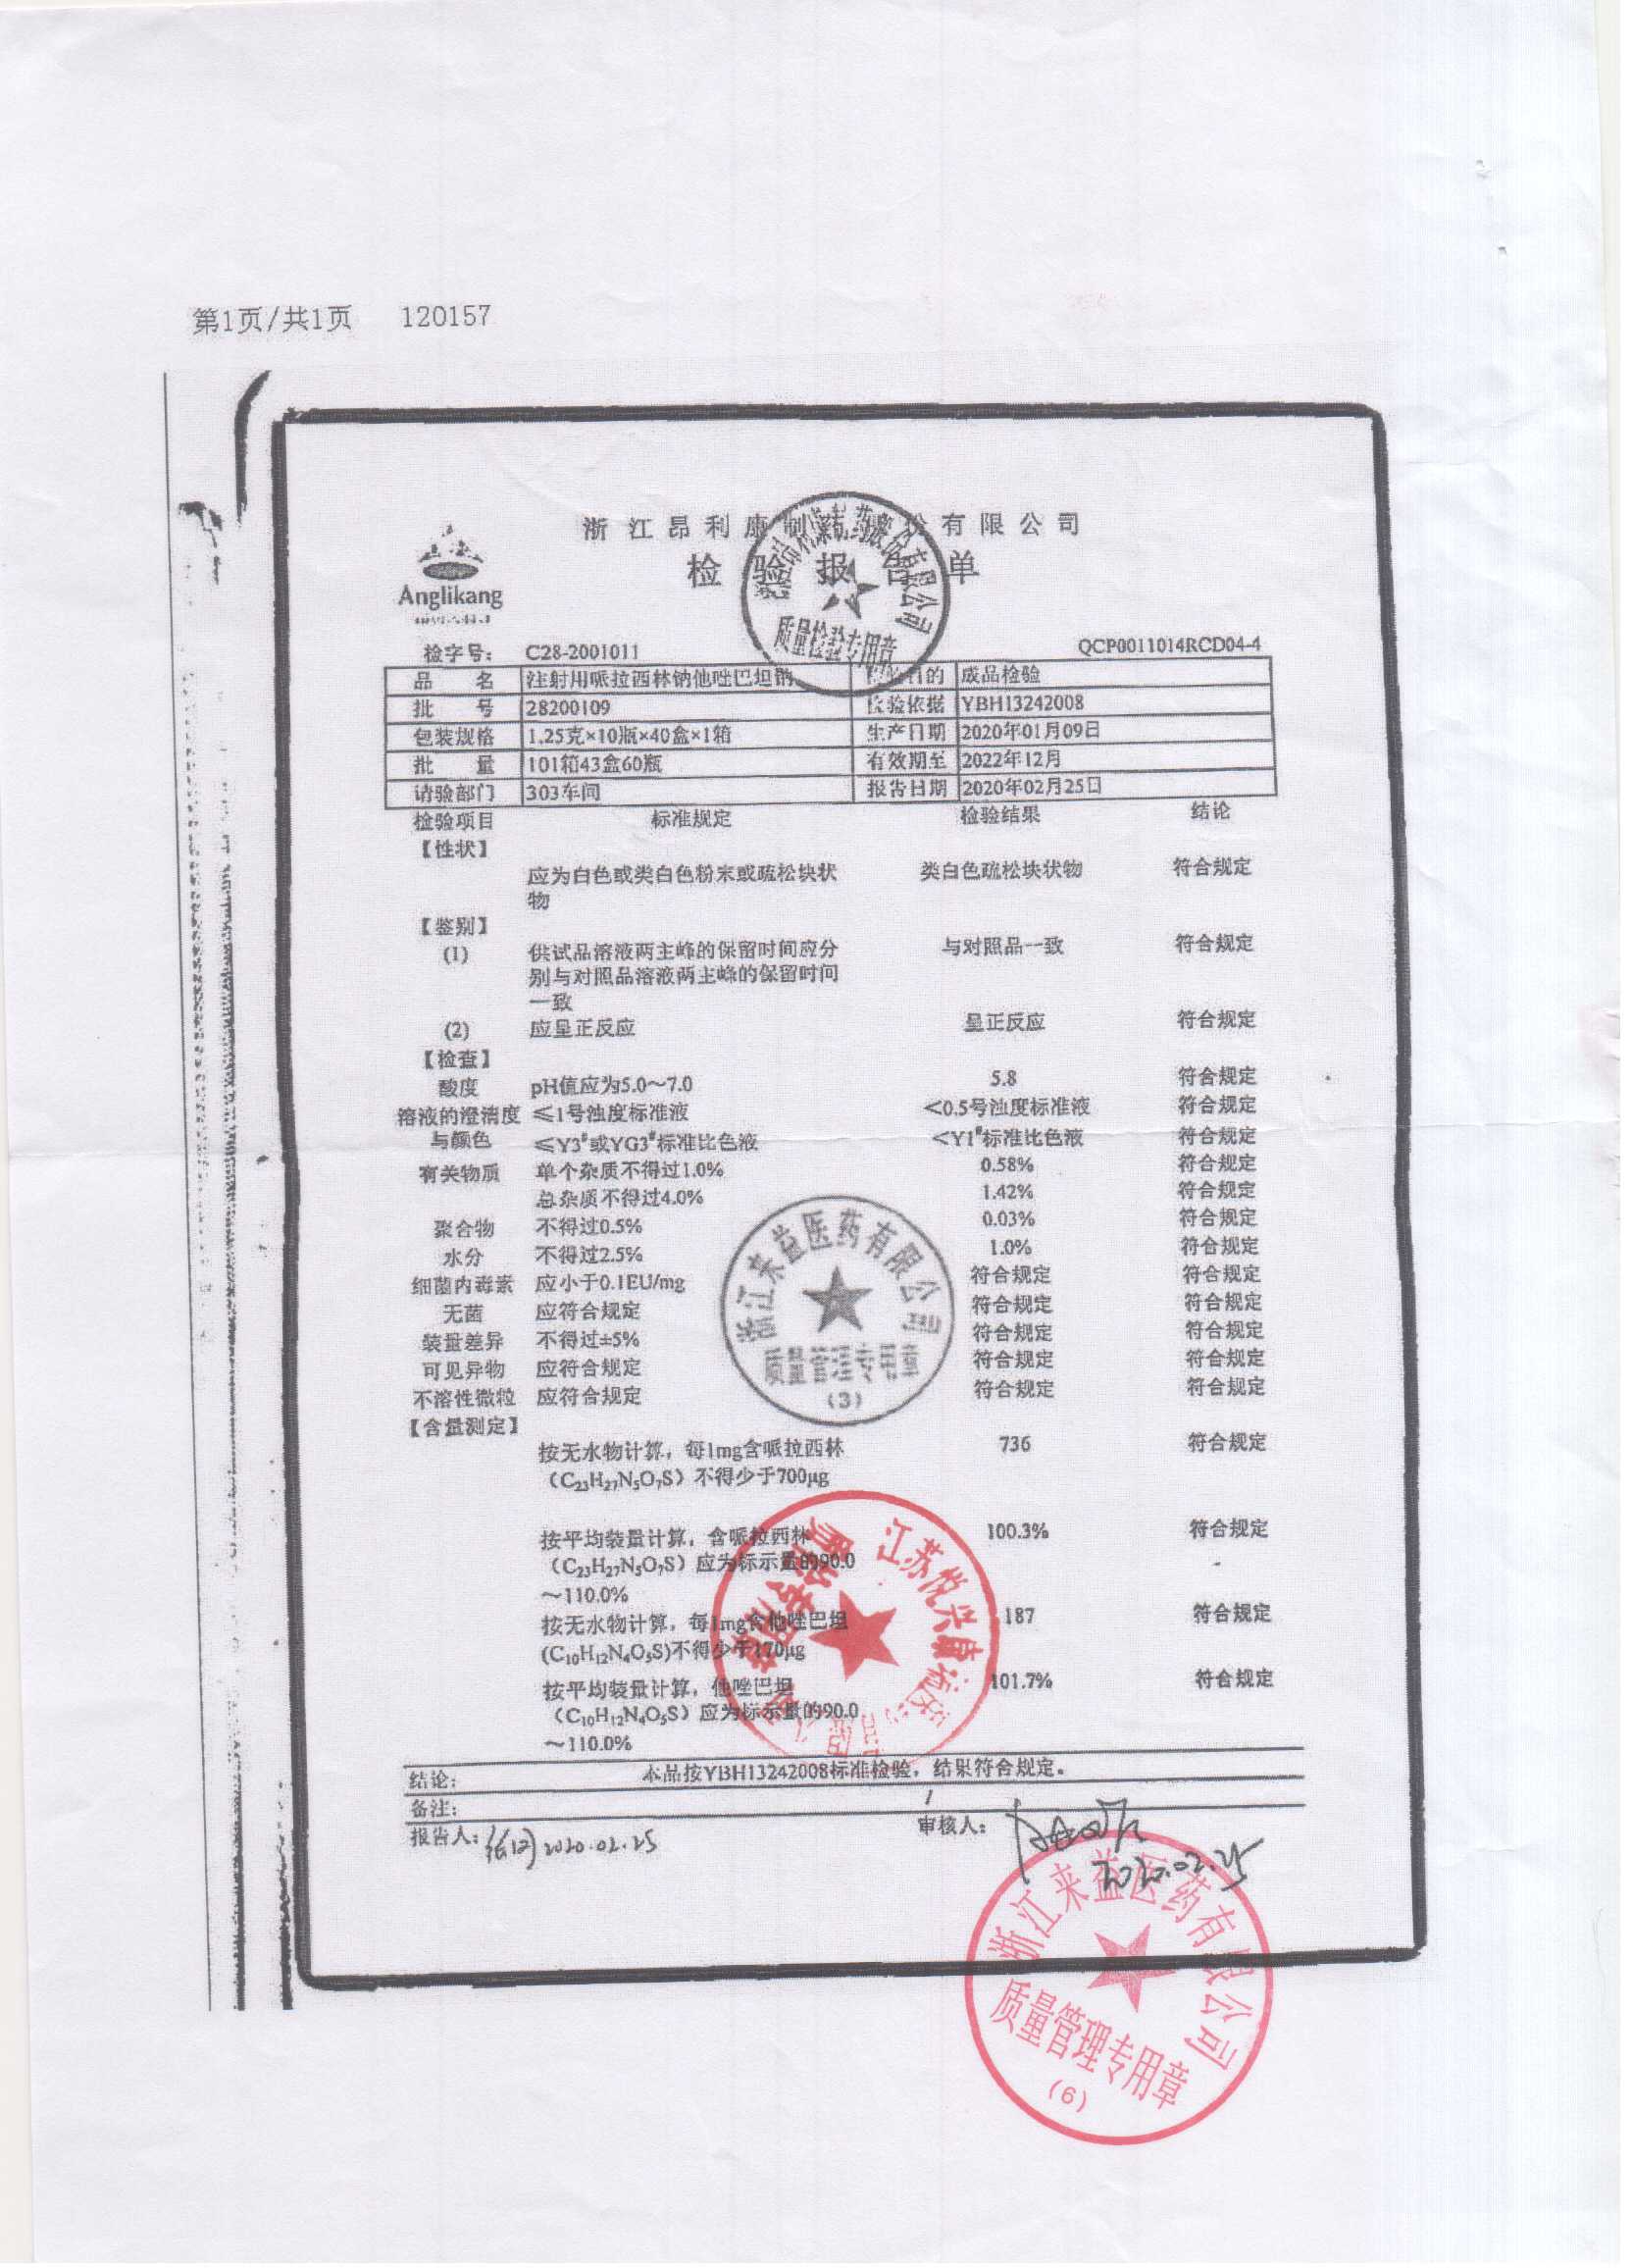 第1页/共1页 120157
浙江昂利康制药股份有限公司
检验报告单
Anglikang
质量检验专用章
检字号： C28-2001011 QCP0011014RCD04-4
品 名 注射用哌拉西林钠他唑巴坦钠 检验目的 成品检验
批 号 28200109 检验依据 YBH13242008
包装规格 1.25克×10瓶×40盒×1箱 生产日期 2020年01月09日
批 量 101箱43盒60瓶 有效期至 2022年12月
请验部门 303车间 报告日期 2020年02月25日
检验项目 标准规定 检验结果 结论
【性状】
应为白色或类白色粉末或疏松块状 类白色疏松块状物 符合规定
物
【鉴别】
(1) 供试品溶液两主峰的保留时间应分 与对照品一致 符合规定
别与对照品溶液两主峰的保留时间
一致
(2) 应呈正反应 呈正反应 符合规定
【检查】
酸度 pH值应为5.0～7.0 5.8 符合规定
溶液的澄清度 ≤1号浊度标准液 <0.5号浊度标准液 符合规定
与颜色 ≤Y3#或YG3#标准比色液 <Y1#标准比色液 符合规定
有关物质 单个杂质不得过1.0% 0.58% 符合规定
总杂质不得过4.0% 1.42% 符合规定
聚合物 不得过0.5% 0.03% 符合规定
水分 不得过2.5% 1.0% 符合规定
细菌内毒素 应小于0.1EU/mg 符合规定 符合规定
无菌 应符合规定 符合规定 符合规定
装量差异 不得过±5% 符合规定 符合规定
可见异物 应符合规定 符合规定 符合规定
不溶性微粒 应符合规定 符合规定 符合规定
浙江来益医药有限公司
质量管理专用章
(3)
【含量测定】
按无水物计算，每1mg含哌拉西林 736 符合规定
（C23H27N5O7S）不得少于700μg
按平均装量计算，含哌拉西林 100.3% 符合规定
（C23H27N5O7S）应为标示量的90.0
～110.0%
按无水物计算，每1mg含他唑巴坦 187 符合规定
(C10H12N4O5S)不得少于170μg
按平均装量计算，他唑巴坦 101.7% 符合规定
（C10H12N4O5S）应为标示量的90.0
～110.0%
江苏悦兴
结论： 本品按YBH13242008标准检验，结果符合规定。
备注： /
报告人： 2020.02.25 审核人： 2020.02.25
浙江来益医药有限公司
质量管理专用章
(6)